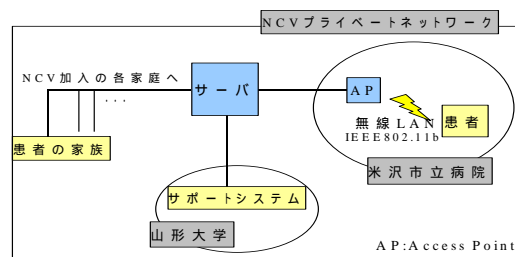 NCVプライベートネットワーク
NCV加入の各家庭へ
...
サーバ
AP
無線LAN
IEEE802.11b
患者
患者の家族
米沢市立病院
サポートシステム
山形大学
AP:Access Point